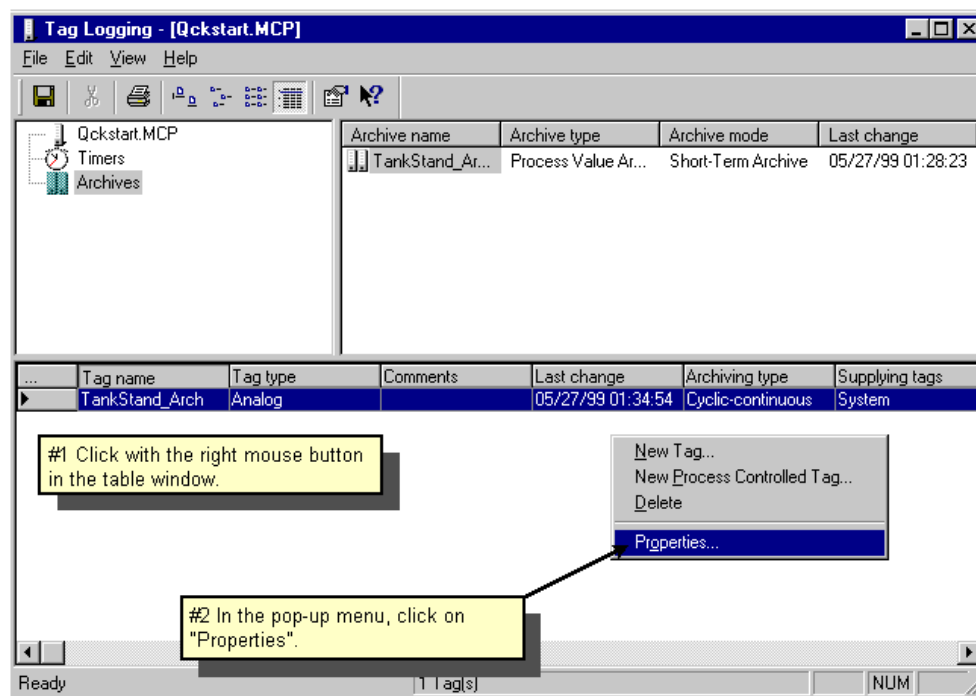 Tag Logging - [Qckstart.MCP]
File Edit View Help
Qckstart.MCP
Timers
Archives
Archive name Archive type Archive mode Last change
TankStand_Ar... Process Value Ar... Short-Term Archive 05/27/99 01:28:23
... Tag name Tag type Comments Last change Archiving type Supplying tags
TankStand_Arch Analog 05/27/99 01:34:54 Cyclic-continuous System
#1 Click with the right mouse button
in the table window.
New Tag...
New Process Controlled Tag...
Delete
Properties...
#2 In the pop-up menu, click on
"Properties".
Ready 1 Tag(s) NUM